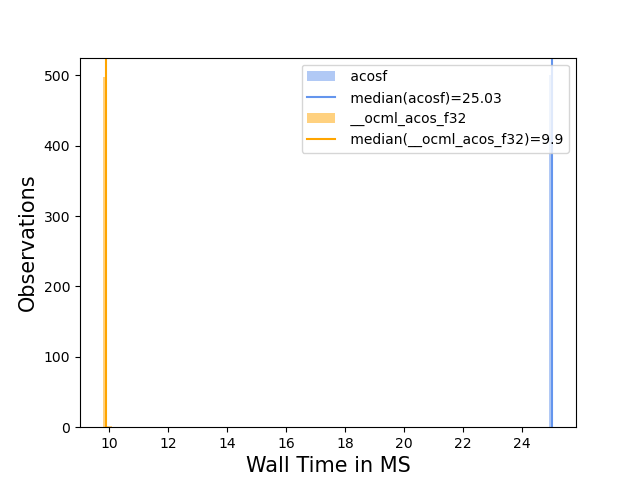 acosf
median(acosf)=25.03
__ocml_acos_f32
median(__ocml_acos_f32)=9.9
500
400
300
200
100
0
Observations
10 12 14 16 18 20 22 24
Wall Time in MS